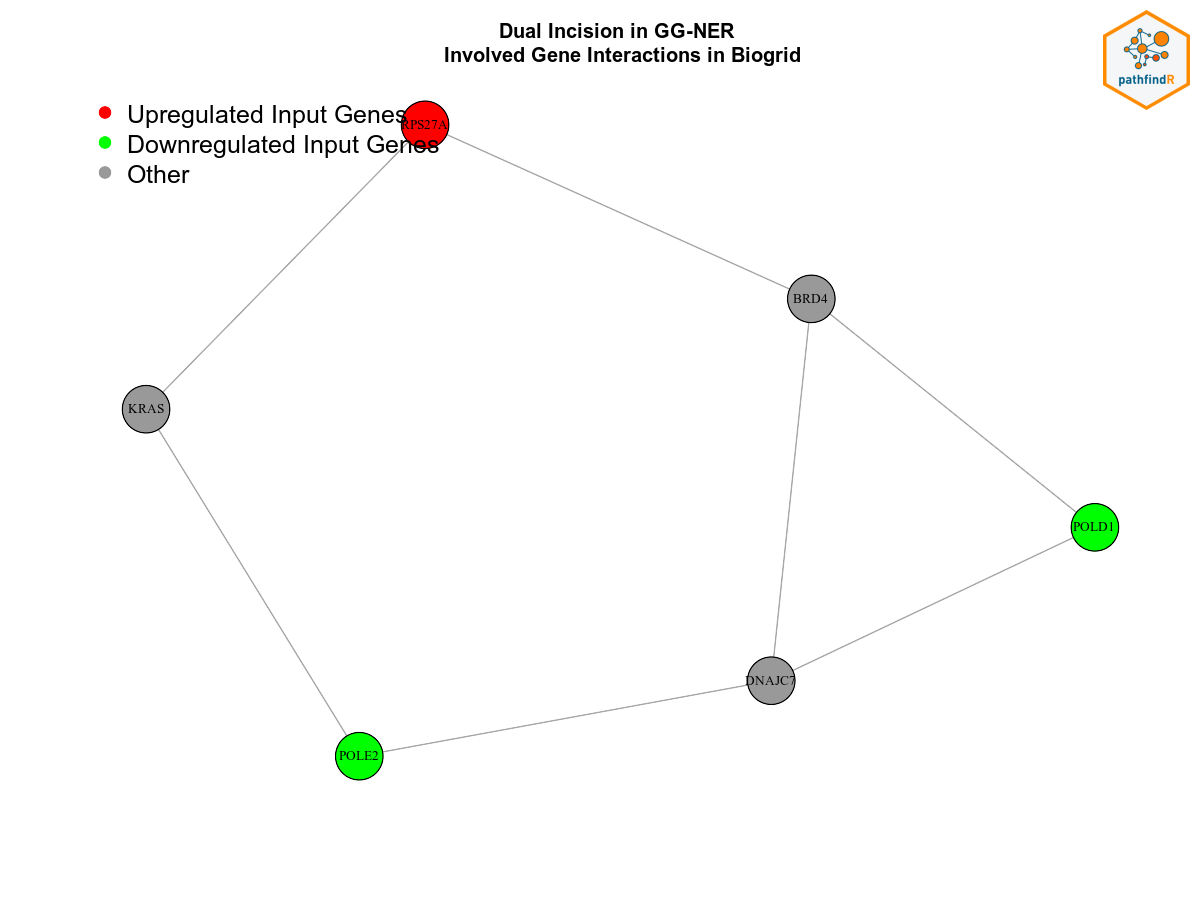 Dual Incision in GG-NER
Involved Gene Interactions in Biogrid
pathfindR
Upregulated Input Genes
Downregulated Input Genes
Other
RPS27A
BRD4
KRAS
POLD1
DNAJC7
POLE2